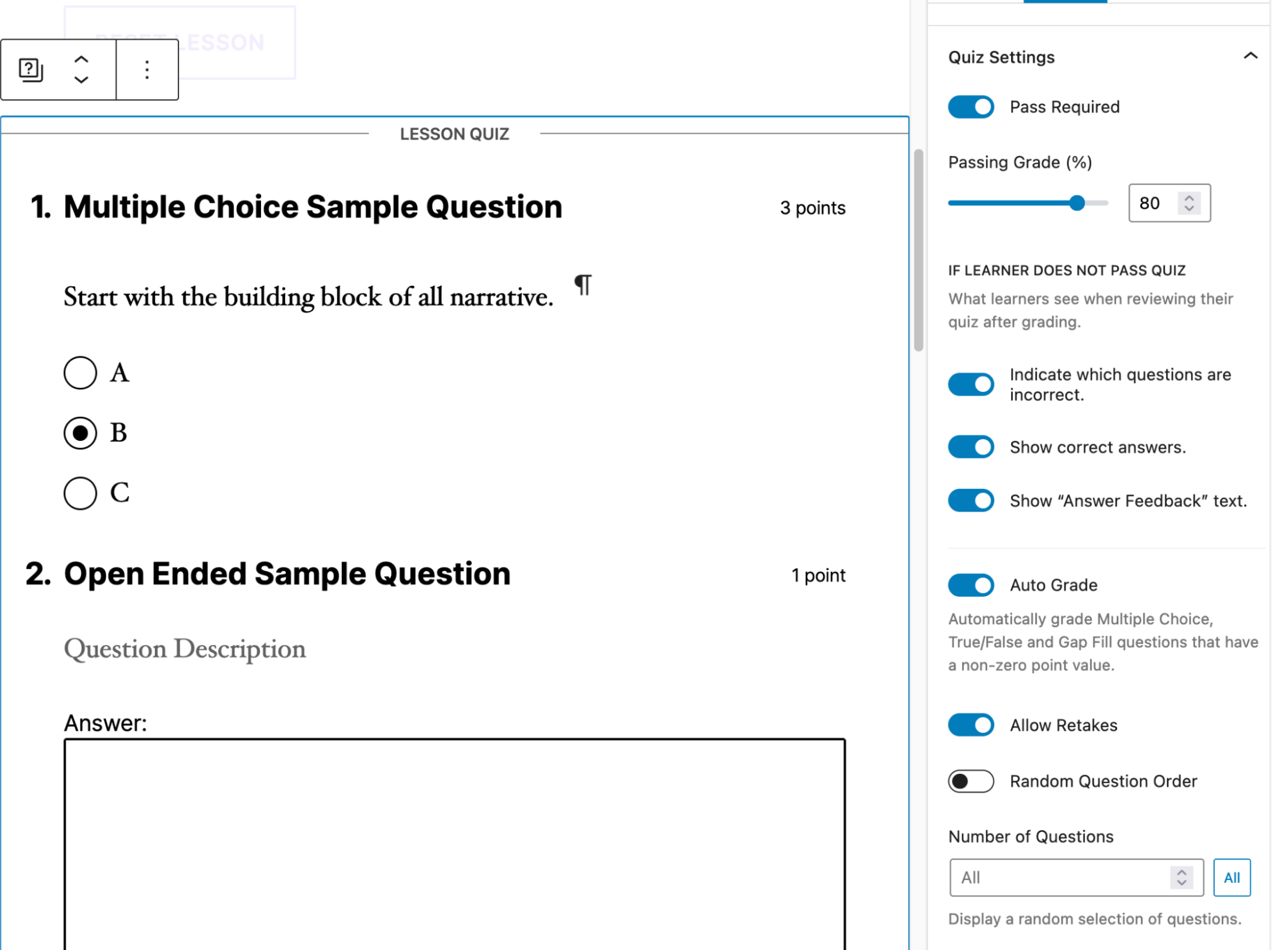 RESET LESSON
LESSON QUIZ
1. Multiple Choice Sample Question
3 points
Start with the building block of all narrative. ¶
A
B
C
2. Open Ended Sample Question
1 point
Question Description
Answer:
Quiz Settings
Pass Required
Passing Grade (%)
80
IF LEARNER DOES NOT PASS QUIZ
What learners see when reviewing their
quiz after grading.
Indicate which questions are
incorrect.
Show correct answers.
Show “Answer Feedback” text.
Auto Grade
Automatically grade Multiple Choice,
True/False and Gap Fill questions that have
a non-zero point value.
Allow Retakes
Random Question Order
Number of Questions
All
All
Display a random selection of questions.